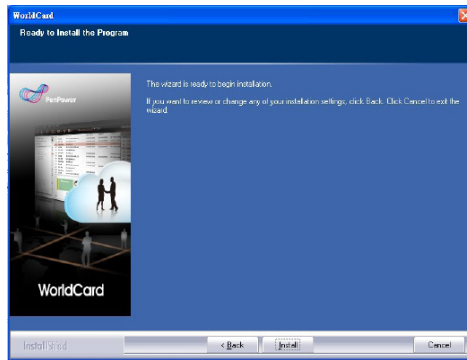 WorldCard
Ready to Install the Program
PenPower
The wizard is ready to begin installation.
If you want to review or change any of your installation settings, click Back. Click Cancel to exit the
wizard.
WorldCard
InstallShield
< Back
Install
Cancel